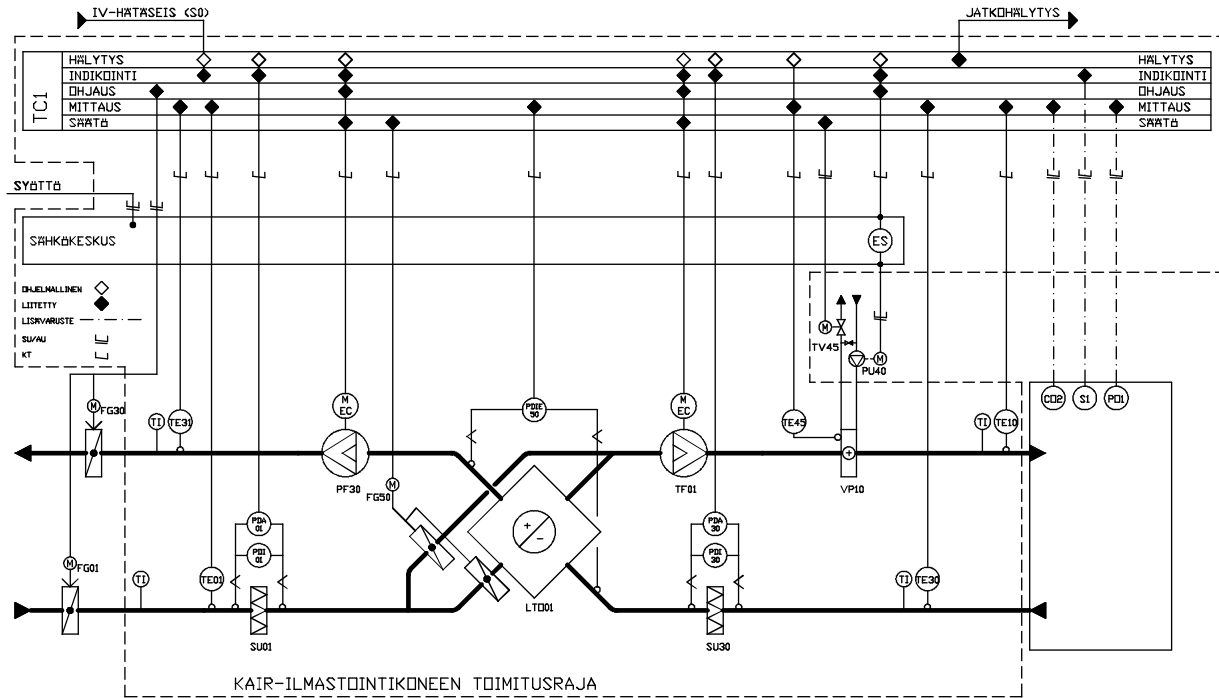 IV-HÄTÄSEIS (S0)
JATKOHÄLYTYS
TC1
HÄLYTYS
HÄLYTYS
INDIKOINTI
INDIKOINTI
OHJAUS
OHJAUS
MITTAUS
MITTAUS
SÄÄTÖ
SÄÄTÖ
SYÖTTÖ
SÄHKÖKESKUS
ES
OHJELMALLINEN
LIITETTY
LISÄVARUSTE
SU/AU
KT
M
TV45
M
PU40
M
FG30
TI
TE31
M
EC
PDIE
50
M
EC
TE45
TI
TE10
CO2
S1
PO1
PF30
M
FG50
TF01
VP10
PDA
01
PDI
01
PDA
30
PDI
30
+
-
+
M
FG01
TI
TE01
TI
TE30
LTO01
SU01
SU30
KAIR-ILMASTOINTIKONEEN TOIMITUSRAJA